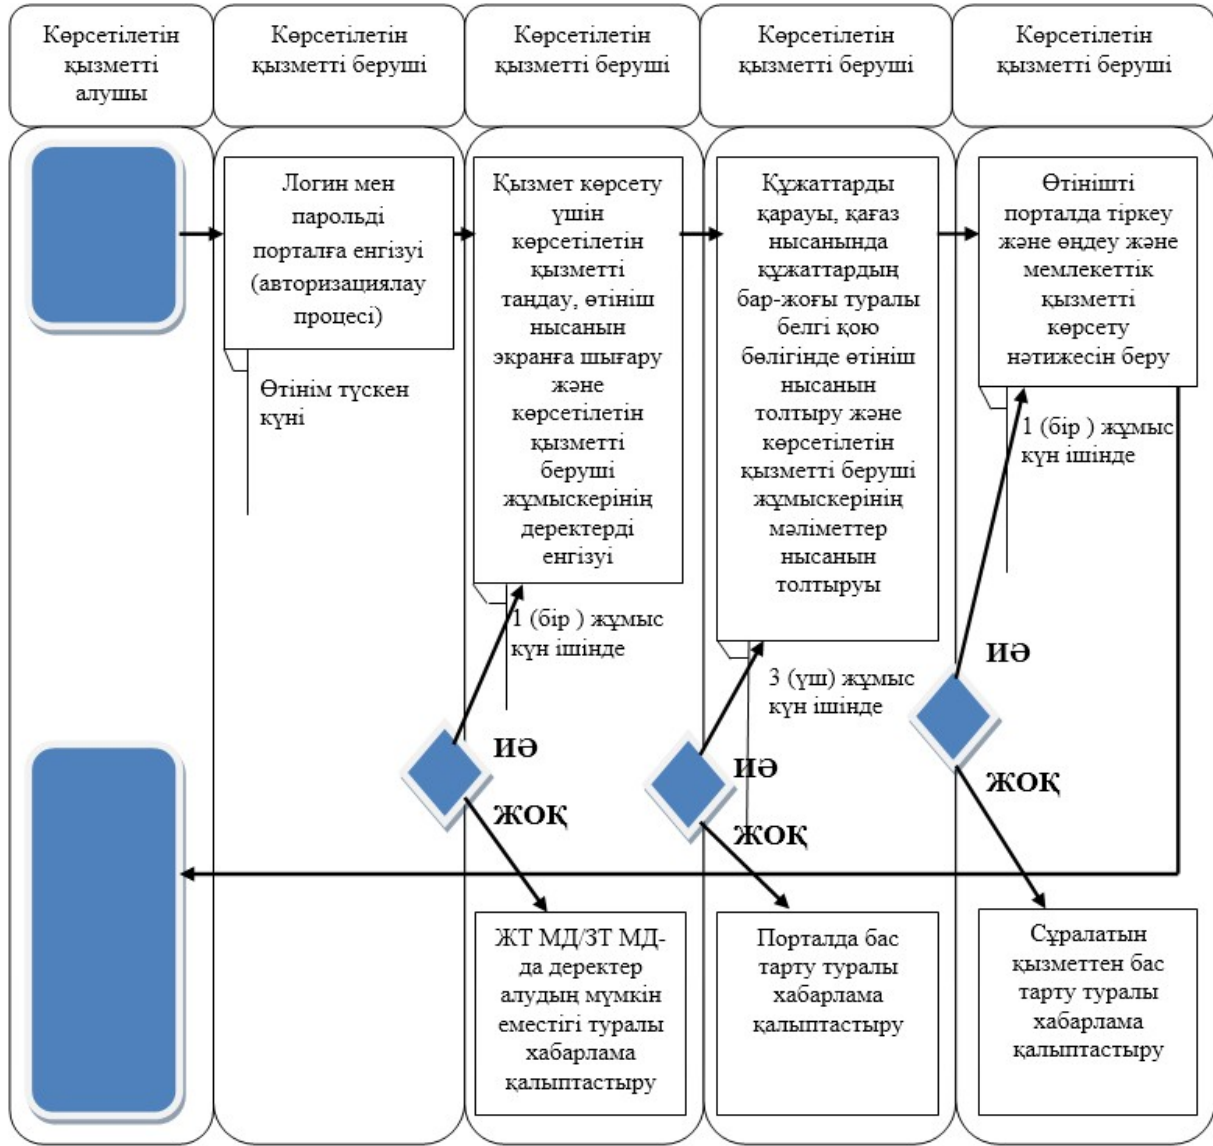 Көрсетілетін
қызметті
алушы
Көрсетілетін
қызметті беруші
Көрсетілетін
қызметті беруші
Көрсетілетін
қызметті беруші
Көрсетілетін
қызметті беруші
Логин мен
парольді
порталға енгізуі
(авторизациялау
процесі)
Өтінім түскен
күні
Қызмет көрсету
үшін
көрсетілетін
қызметті
таңдау, өтініш
нысанын
экранға шығару
және
көрсетілетін
қызметті
беруші
жұмыскерінің
деректерді
енгізуі
1 (бір ) жұмыс
күн ішінде
Құжаттарды
қарауы, қағаз
нысанында
құжаттардың
бар-жоғы туралы
белгі қою
бөлігінде өтініш
нысанын
толтыру және
көрсетілетін
қызметті беруші
жұмыскерінің
мәліметтер
нысанын
толтыруы
3 (үш) жұмыс
күн ішінде
Өтінішті
порталда тіркеу
және өңдеу және
мемлекеттік
қызметті
көрсету
нәтижесін беру
1 (бір ) жұмыс
күн ішінде
ИӘ
ЖОҚ
ИӘ
ЖОҚ
ИӘ
ЖОҚ
ЖТ МД/ЗТ МД-
да деректер
алудың мүмкін
еместігі туралы
хабарлама
қалыптастыру
Порталда бас
тарту туралы
хабарлама
қалыптастыру
Сұралатын
қызметтен бас
тарту туралы
хабарлама
қалыптастыру